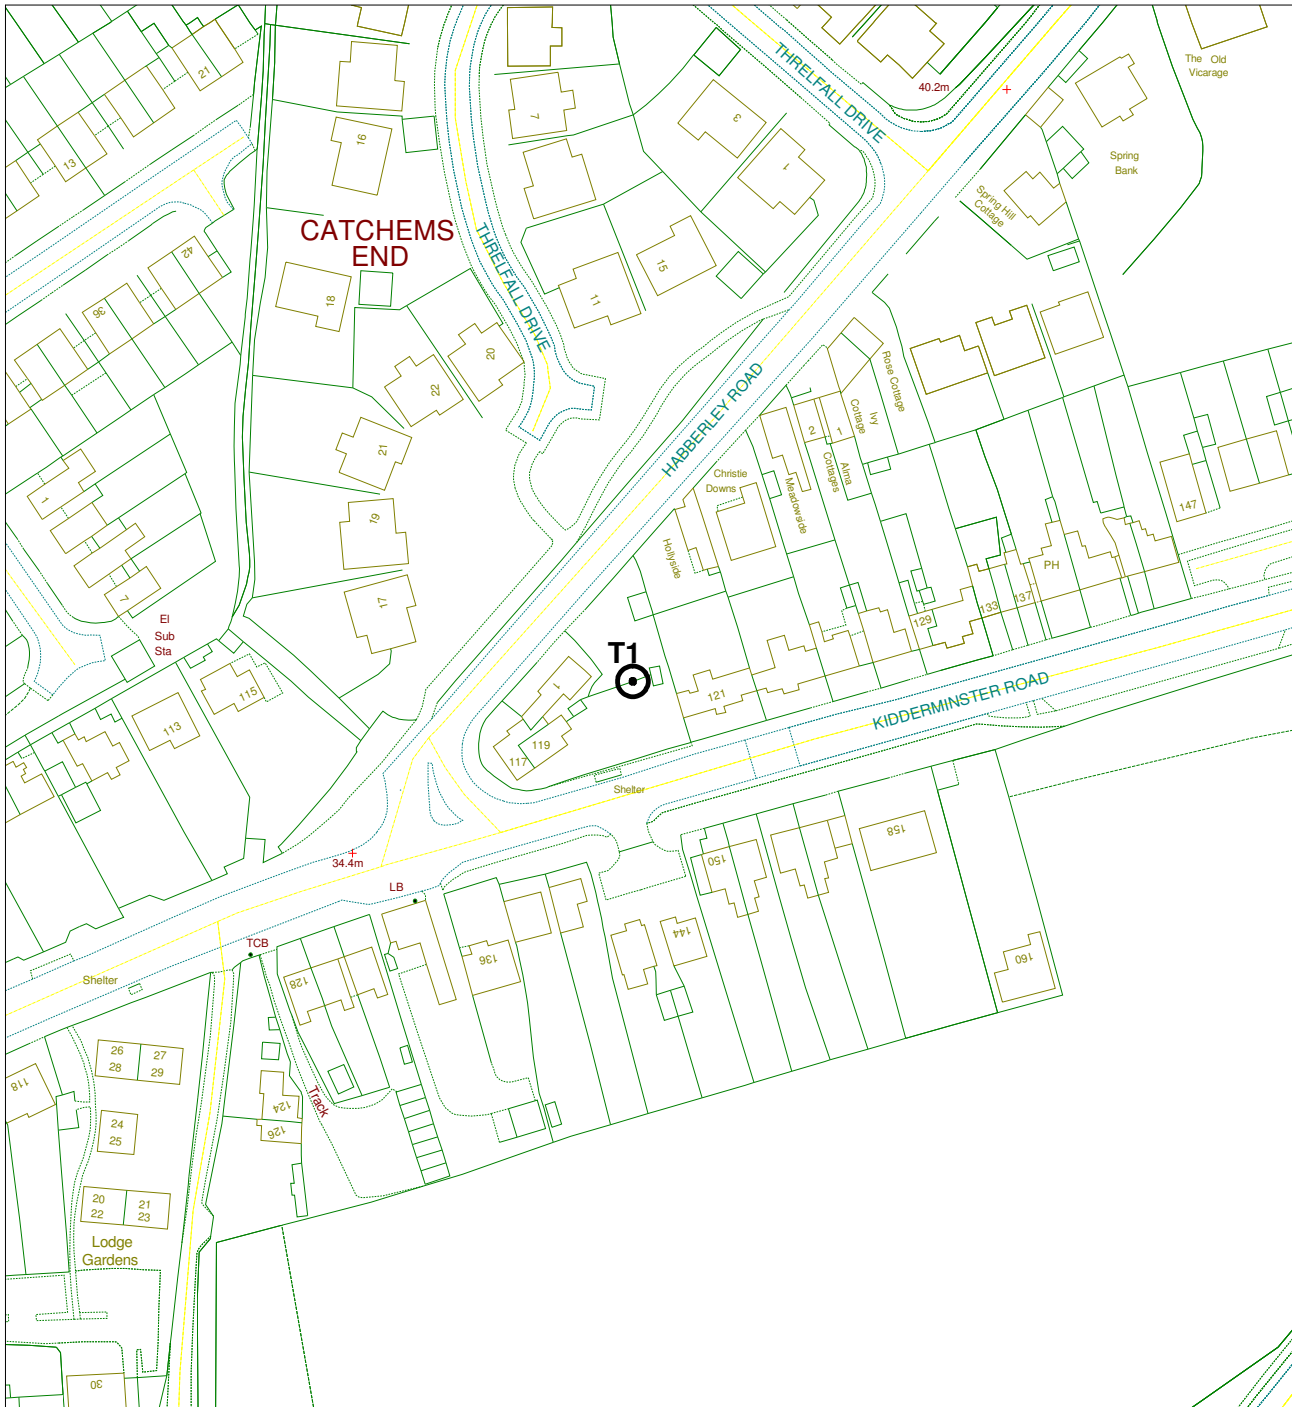 THRELFALL DRIVE
40.2m
The Old
Vicarage
21
13
16
7
3
1
Spring
Bank
Spring Hill
Cottage
CATCHEMS
END
THRELFALL DRIVE
42
36
18
11
15
20
22
21
HABBERLEY ROAD
Rose Cottage
Ivy
Cottage
2
1
Alma
Cottages
Christie
Downs
Meadowside
Hollyside
1
7
19
17
147
PH
137
133
129
El
Sub
Sta
T1
115
113
1
121
119
117
KIDDERMINSTER ROAD
Shelter
158
150
34.4m
LB
TCB
144
136
128
160
Shelter
26
27
28
29
118
24
25
124
126
Track
20
21
22
23
Lodge
Gardens
30